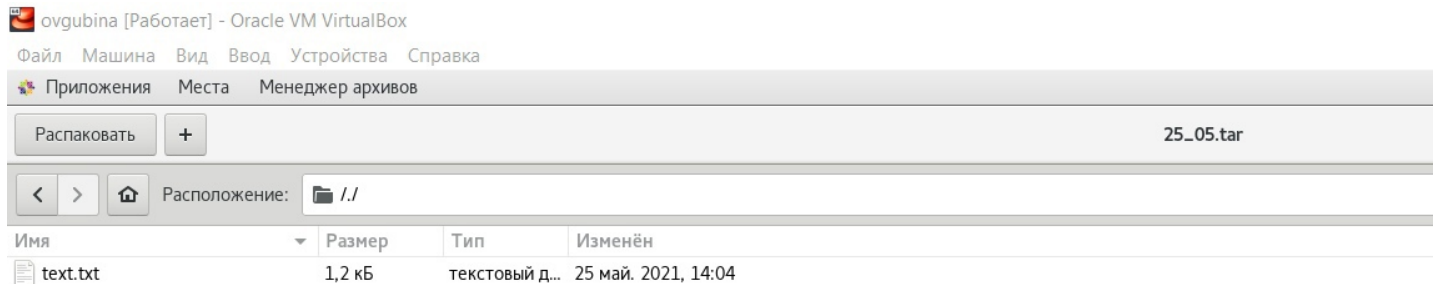 ovgubina [Работает] - Oracle VM VirtualBox
Файл Машина Вид Ввод Устройства Справка
Приложения Места Менеджер архивов
Распаковать + 25_05.tar
< > Расположение: /./
Имя Размер Тип Изменён
text.txt 1,2 кБ текстовый д... 25 май. 2021, 14:04